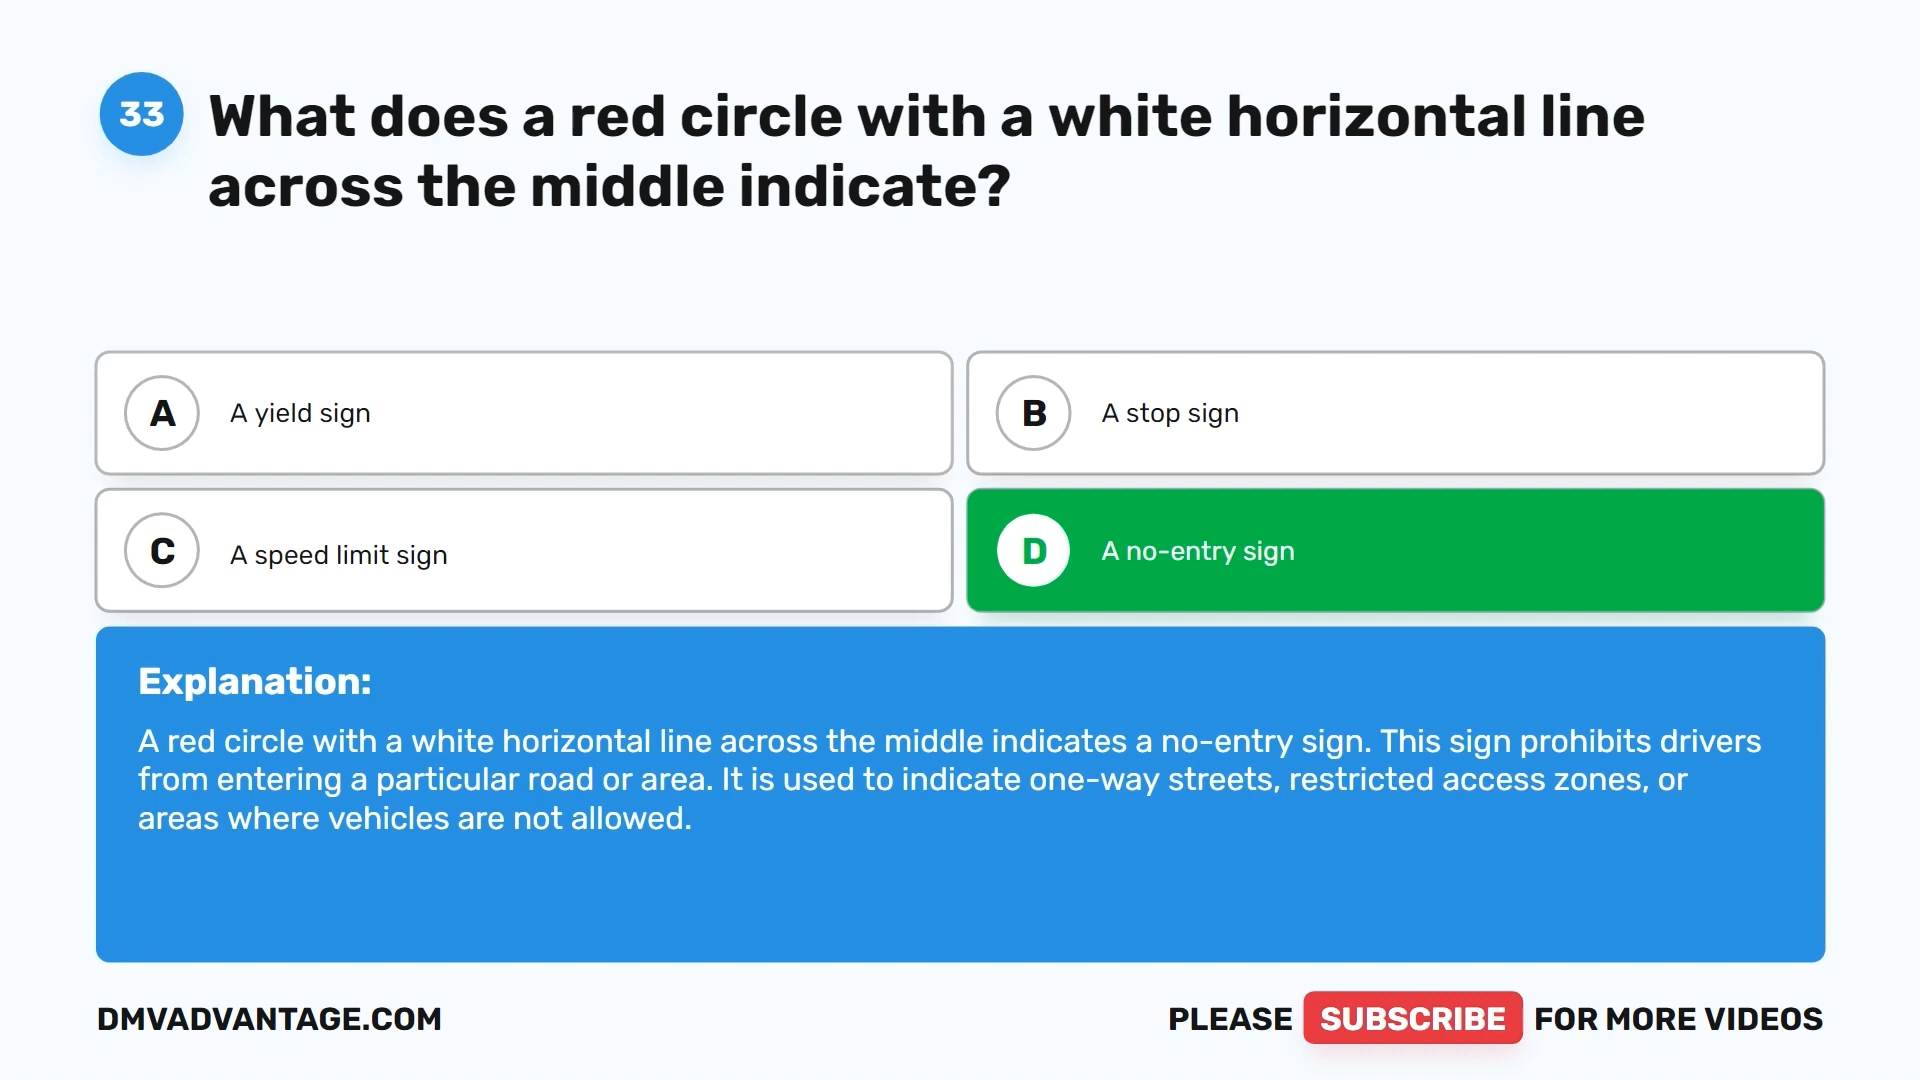 33
What does a red circle with a white horizontal line
across the middle indicate?
A
A yield sign
B
A stop sign
C
A speed limit sign
D
A no-entry sign
Explanation:
A red circle with a white horizontal line across the middle indicates a no-entry sign. This sign prohibits drivers
from entering a particular road or area. It is used to indicate one-way streets, restricted access zones, or
areas where vehicles are not allowed.
DMVADVANTAGE.COM
PLEASE SUBSCRIBE FOR MORE VIDEOS